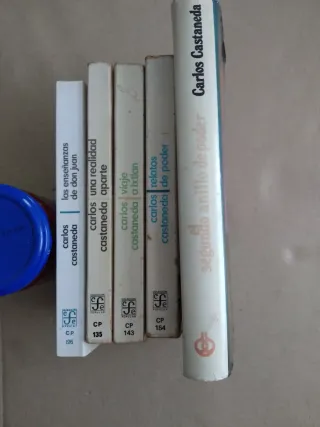 carlos
castaneda
las enseñanzas
de don juan
C P
carlos
castaneda
una realidad
aparte
CP
135
carlos
castaneda
viaje
a Ixtlan
CP
143
carlos
castaneda
relatos
de poder
CP
154
Carlos Castaneda
segundo anillo de poder